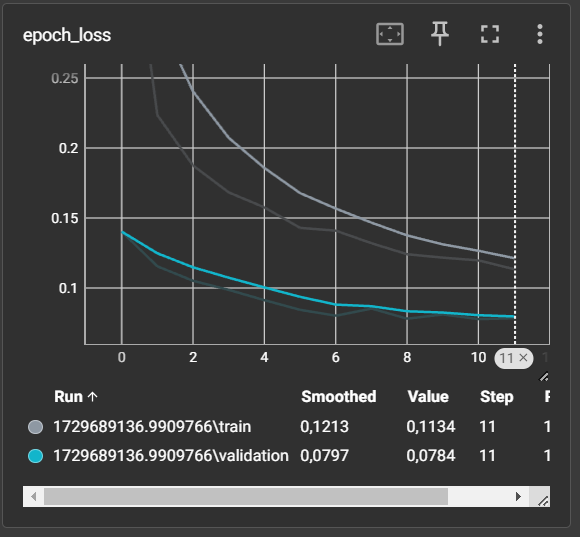 epoch_loss
0.25
0.2
0.15
0.1
0 2 4 6 8 10 11 ×
Run ↑ Smoothed Value Step
1729689136.9909766\train 0,1213 0,1134 11
1729689136.9909766\validation 0,0797 0,0784 11